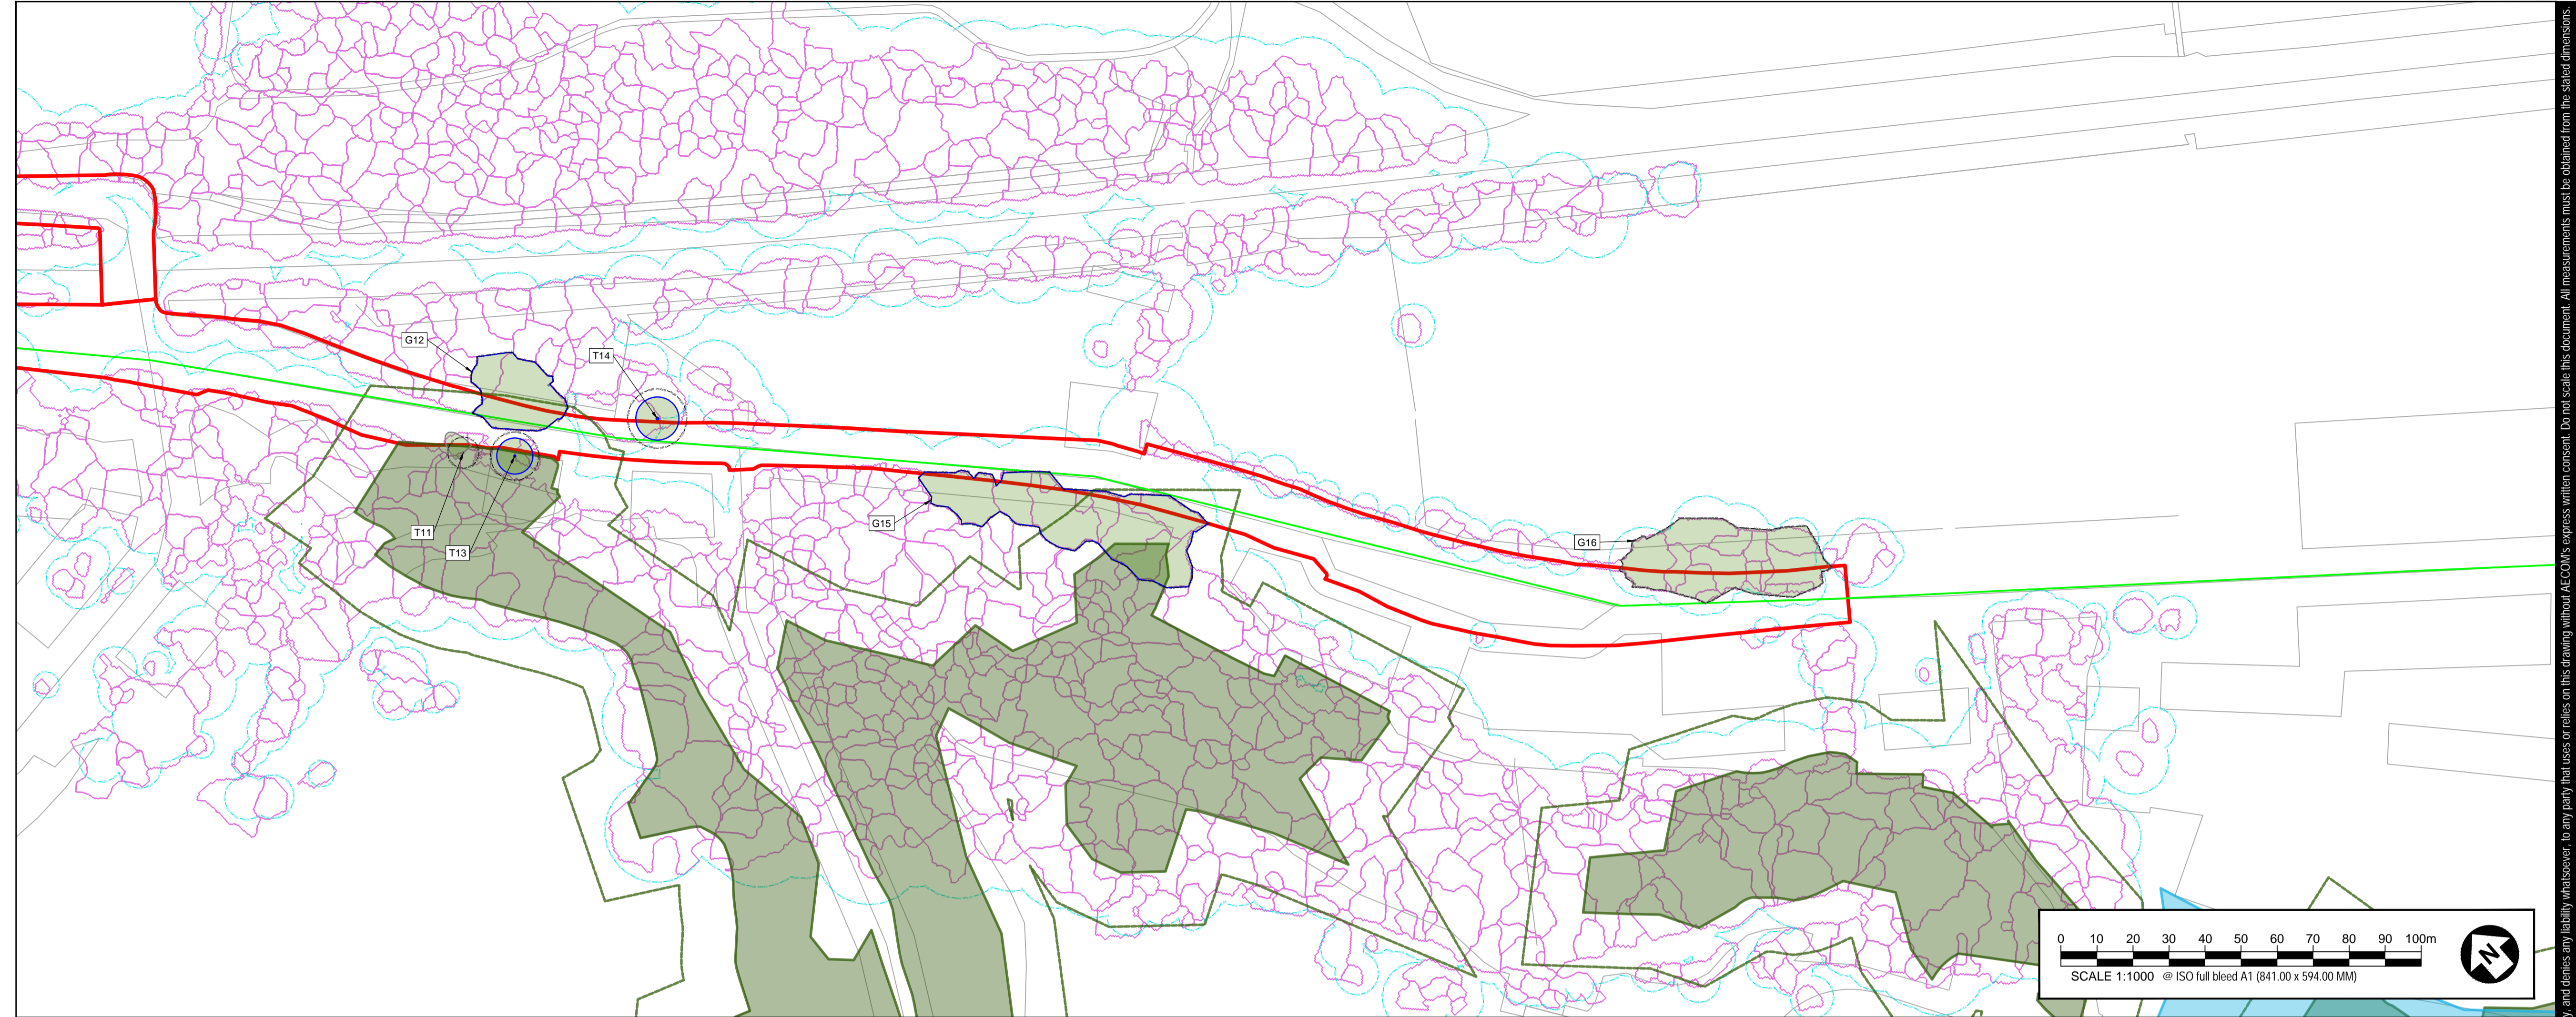 G12
T14
T11
T13
G15
G16
0 10 20 30 40 50 60 70 80 90 100m
SCALE 1:1000 @ ISO full bleed A1 (841.00 x 594.00 MM)
N
y and denies any liability whatsoever, to any party that uses or relies on this drawing without AECOM's express written consent. Do not scale this document. All measurements must be obtained from the stated dimensions.